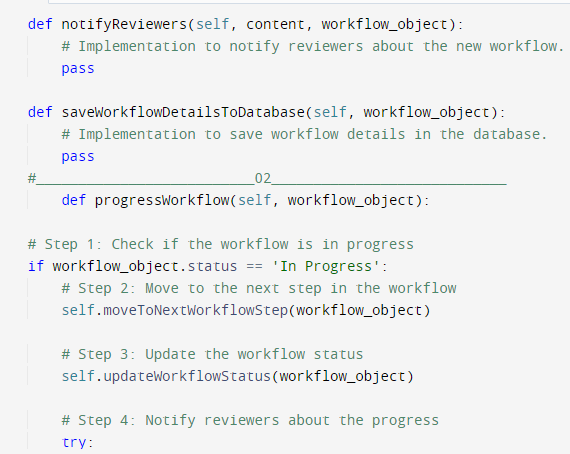 def notifyReviewers(self, content, workflow_object):
# Implementation to notify reviewers about the new workflow.
pass
def saveWorkflowDetailsToDatabase(self, workflow_object):
# Implementation to save workflow details in the database.
pass
#__________________________02____________________________
def progressWorkflow(self, workflow_object):
# Step 1: Check if the workflow is in progress
if workflow_object.status == 'In Progress':
# Step 2: Move to the next step in the workflow
self.moveToNextWorkflowStep(workflow_object)
# Step 3: Update the workflow status
self.updateWorkflowStatus(workflow_object)
# Step 4: Notify reviewers about the progress
try: